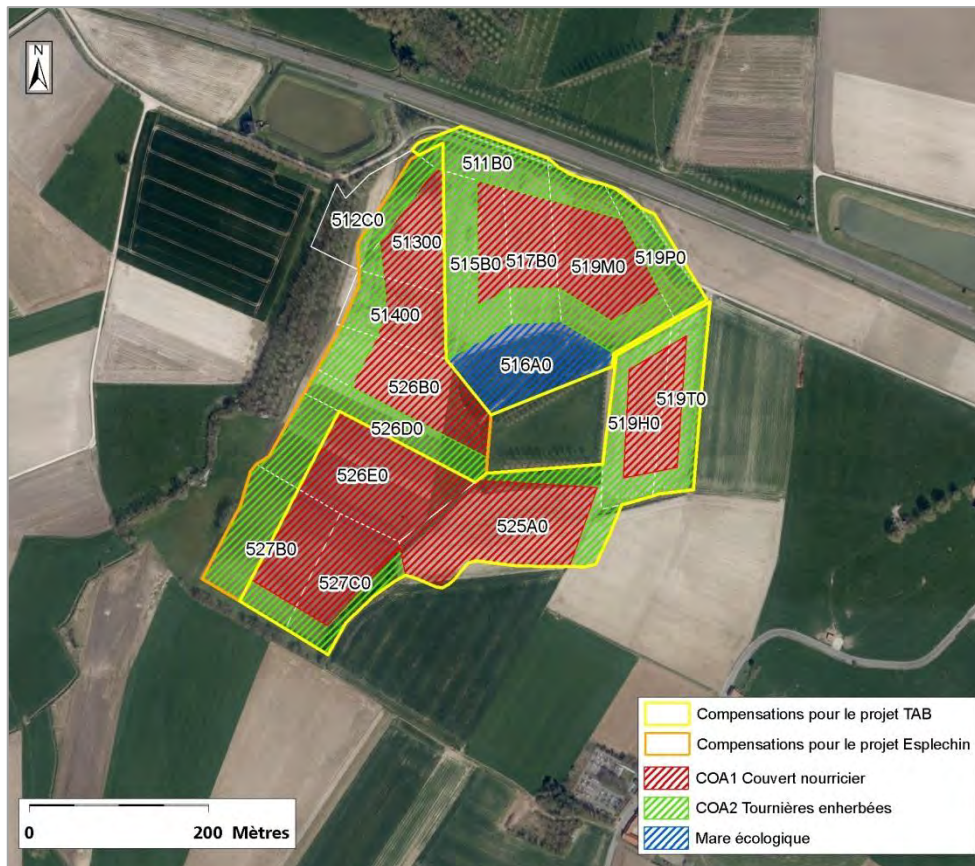 N
511B0
512C0
51300
519P0
515B0
517B0
519M0
51400
516A0
526B0
519T0
519H0
526D0
526E0
525A0
527B0
527C0
Compensations pour le projet TAB
Compensations pour le projet Esplechin
COA1 Couvert nourricier
COA2 Tournières enherbées
Mare écologique
0 200 Mètres